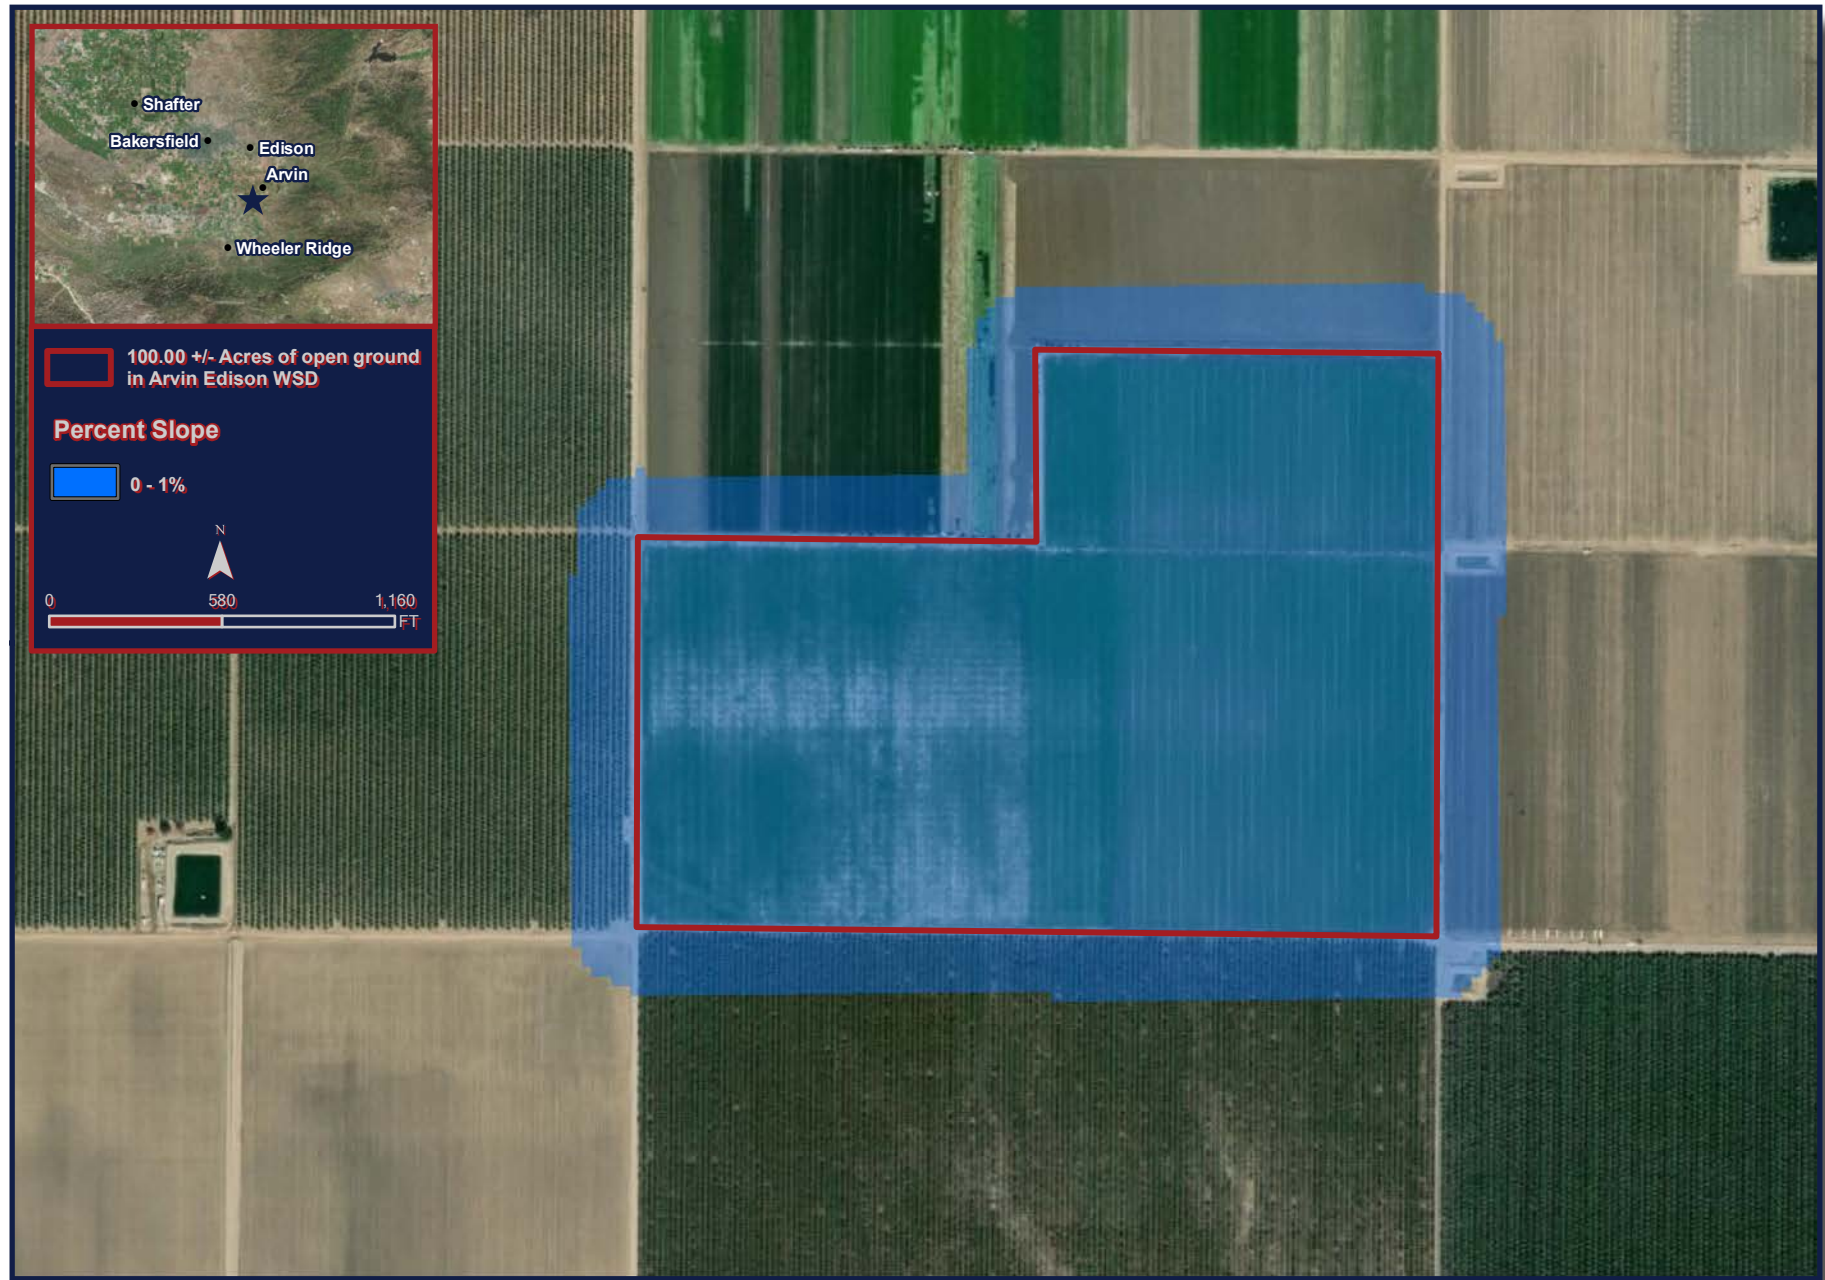 Shafter
Bakersfield
Edison
Arvin
Wheeler Ridge
100.00 +/- Acres of open ground
in Arvin Edison WSD
Percent Slope
0 - 1%
N
0 580 1,160
FT